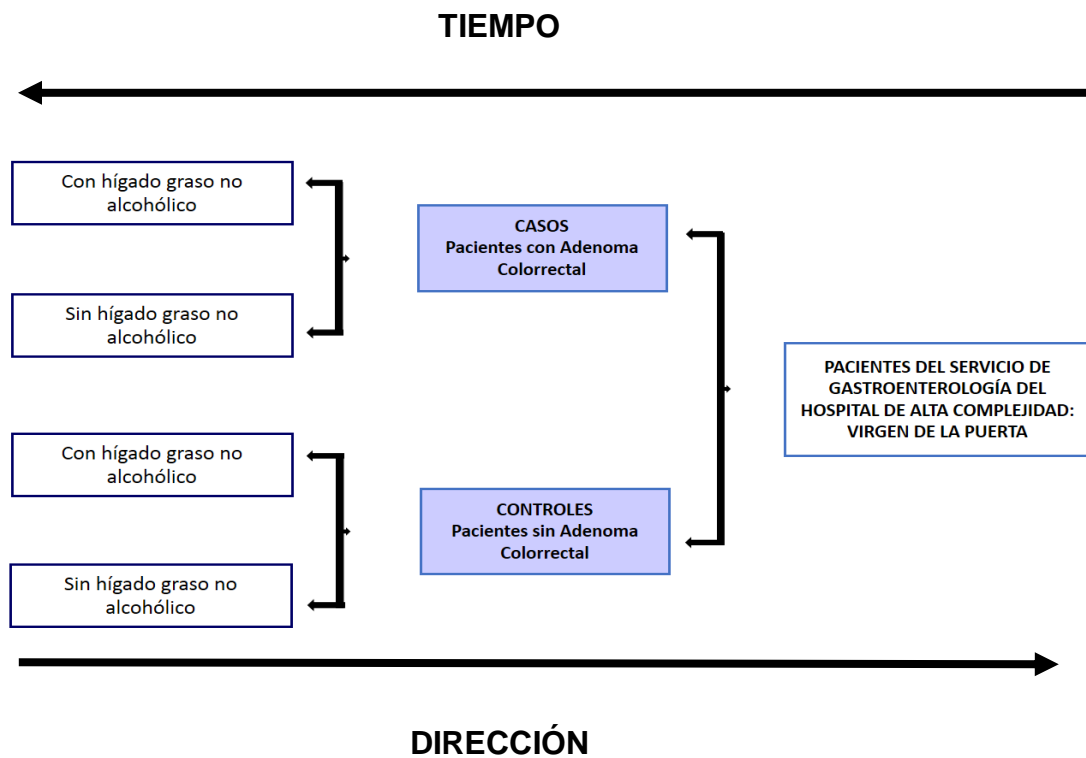 TIEMPO
Con hígado graso no
alcohólico
Sin hígado graso no
alcohólico
CASOS
Pacientes con Adenoma
Colorrectal
PACIENTES DEL SERVICIO DE
GASTROENTEROLOGÍA DEL
HOSPITAL DE ALTA COMPLEJIDAD:
VIRGEN DE LA PUERTA
Con hígado graso no
alcohólico
Sin hígado graso no
alcohólico
CONTROLES
Pacientes sin Adenoma
Colorrectal
DIRECCIÓN